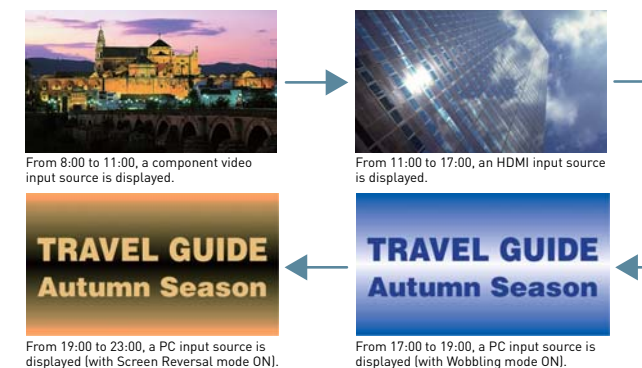 From 8:00 to 11:00, a component video
input source is displayed.
From 11:00 to 17:00, an HDMI input source
is displayed.
TRAVEL GUIDE
Autumn Season
From 19:00 to 23:00, a PC input source is
displayed (with Screen Reversal mode ON).
TRAVEL GUIDE
Autumn Season
From 17:00 to 19:00, a PC input source is
displayed (with Wobbling mode ON).